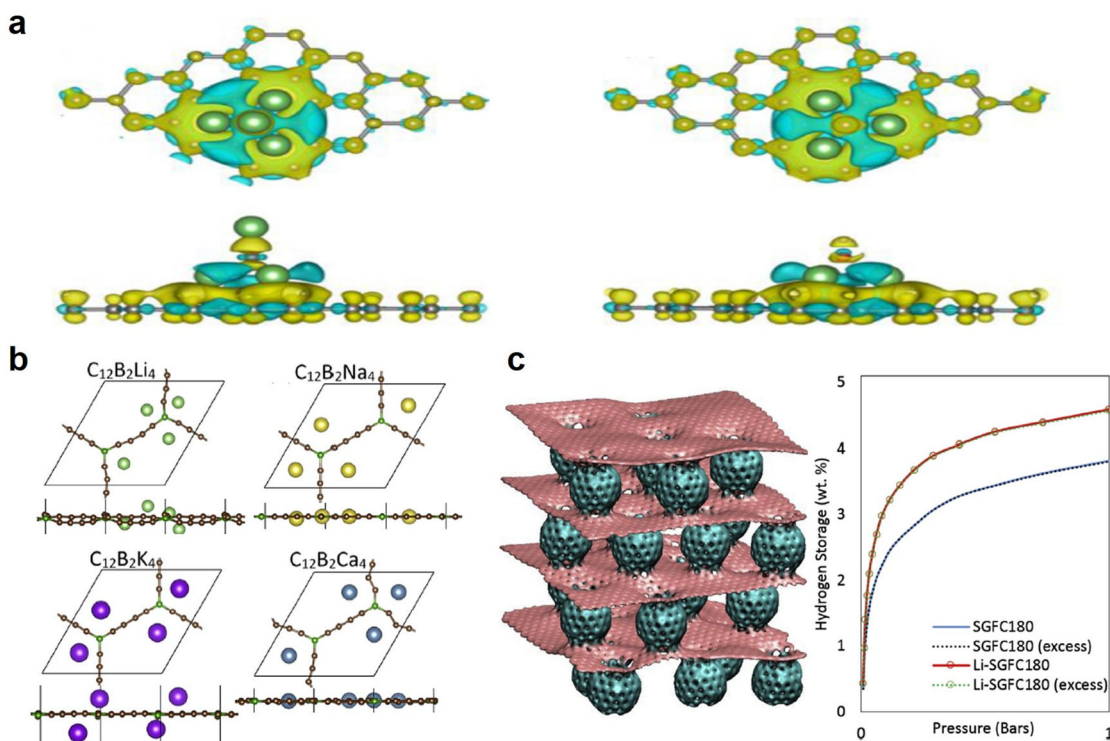 a
b
C₁₂B₂Li₄
C₁₂B₂Na₄
C₁₂B₂K₄
C₁₂B₂Ca₄
c
Hydrogen Storage (wt. %)
5
4
3
2
1
0
SGFC180
SGFC180 (excess)
Li-SGFC180
Li-SGFC180 (excess)
0
Pressure (Bars)
1